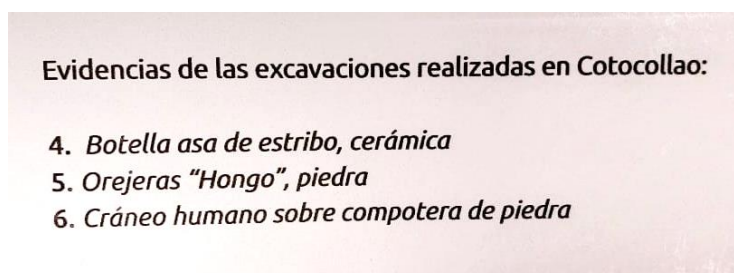 Evidencias de las excavaciones realizadas en Cotocollao:
4. Botella asa de estribo, cerámica
5. Orejeras “Hongo”, piedra
6. Cráneo humano sobre compotera de piedra